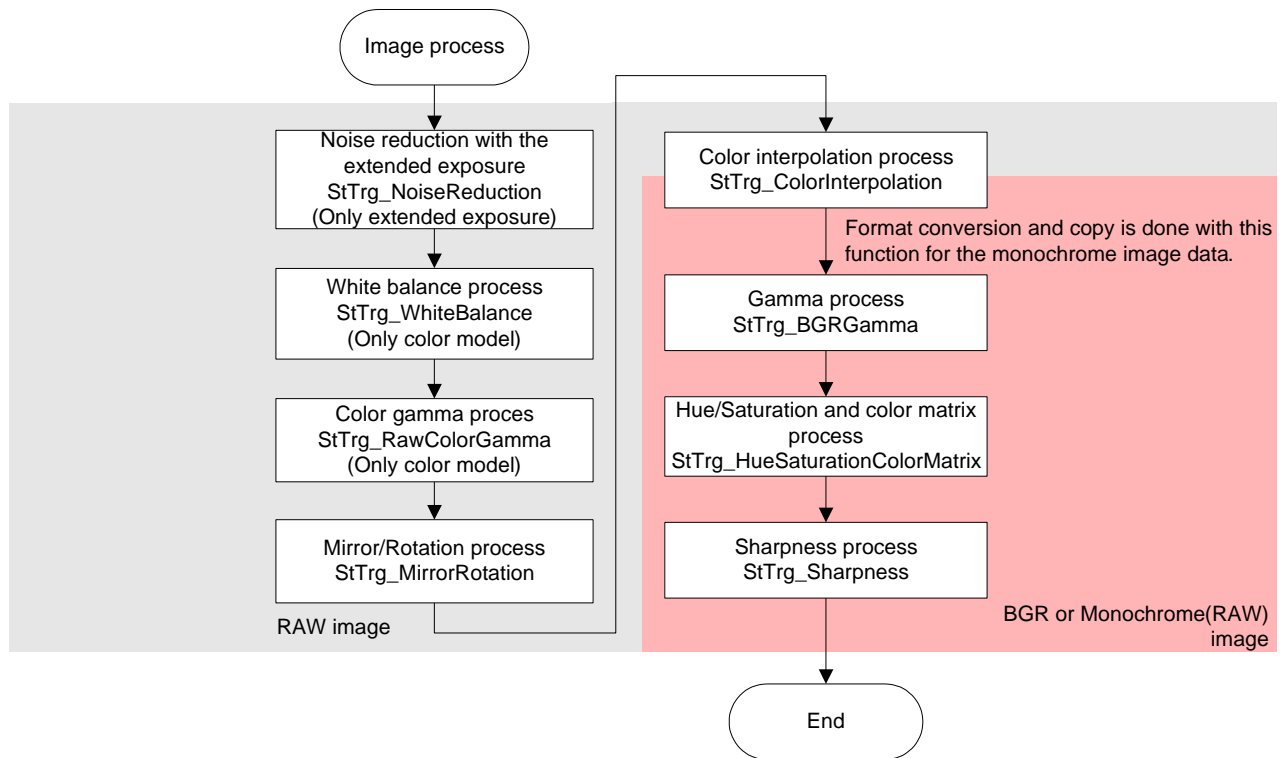 Image process
Noise reduction with the
extended exposure
StTrg_NoiseReduction
(Only extended exposure)
White balance process
StTrg_WhiteBalance
(Only color model)
Color gamma proces
StTrg_RawColorGamma
(Only color model)
Mirror/Rotation process
StTrg_MirrorRotation
RAW image
Color interpolation process
StTrg_ColorInterpolation
Format conversion and copy is done with this
function for the monochrome image data.
Gamma process
StTrg_BGRGamma
Hue/Saturation and color matrix
process
StTrg_HueSaturationColorMatrix
Sharpness process
StTrg_Sharpness
BGR or Monochrome(RAW)
image
End